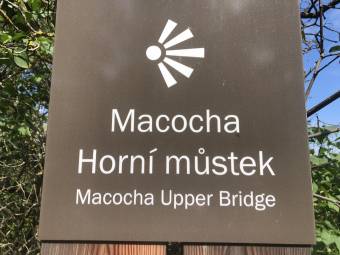 Macocha
Horní můstek
Macocha Upper Bridge